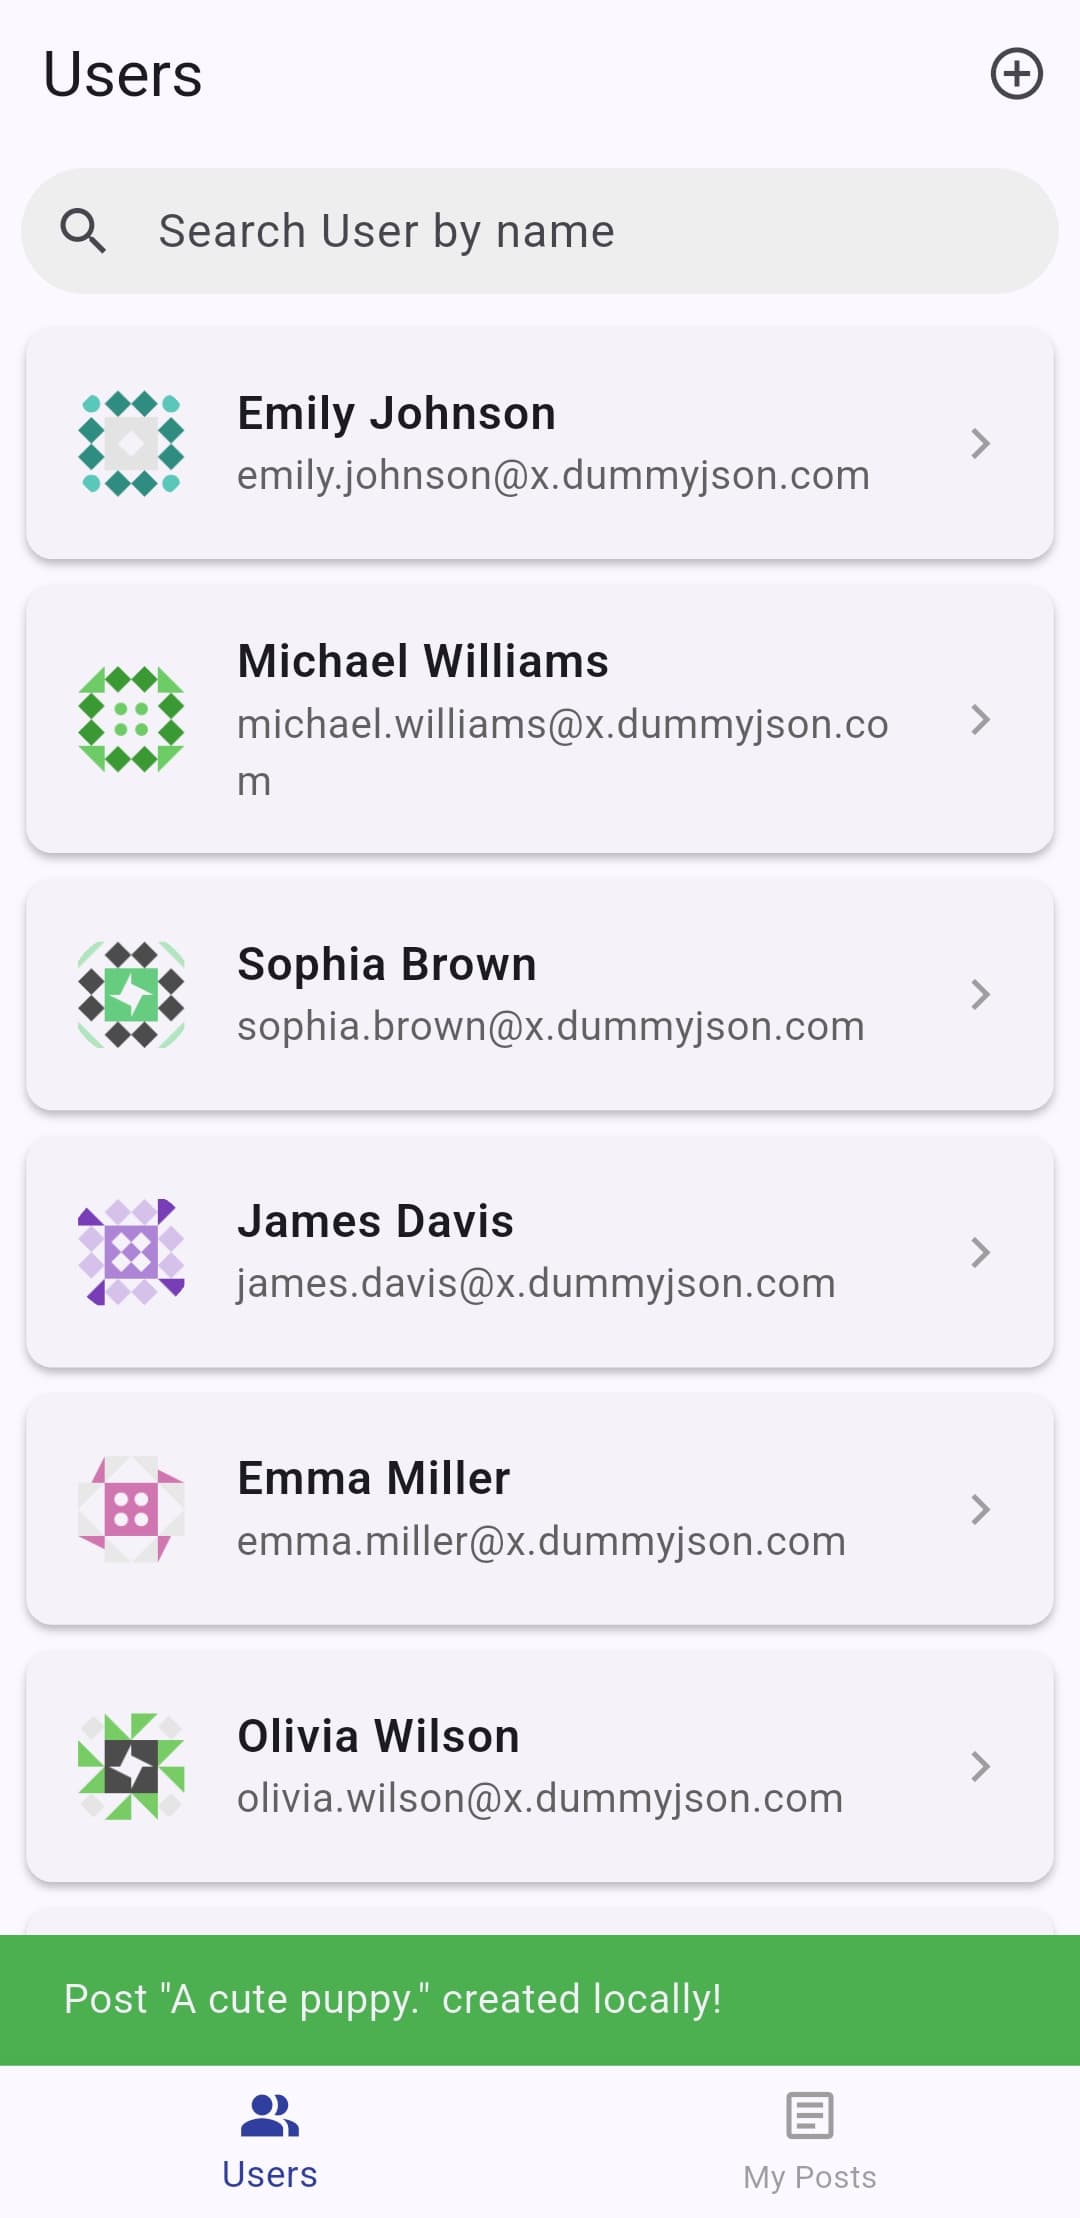 Users
Search User by name
Emily Johnson
emily.johnson@x.dummyjson.com
Michael Williams
michael.williams@x.dummyjson.co
m
Sophia Brown
sophia.brown@x.dummyjson.com
James Davis
james.davis@x.dummyjson.com
Emma Miller
emma.miller@x.dummyjson.com
Olivia Wilson
olivia.wilson@x.dummyjson.com
Post "A cute puppy." created locally!
Users
My Posts